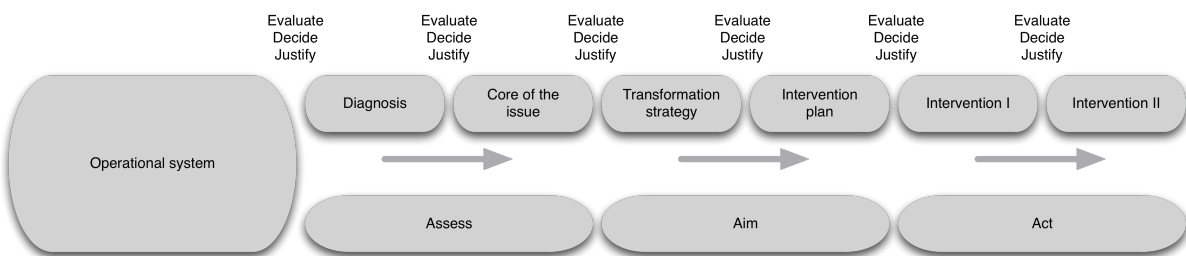 Evaluate
Decide
Justify
Evaluate
Decide
Justify
Evaluate
Decide
Justify
Evaluate
Decide
Justify
Evaluate
Decide
Justify
Evaluate
Decide
Justify
Operational system
Diagnosis
Core of the
issue
Transformation
strategy
Intervention
plan
Intervention I
Intervention II
Assess
Aim
Act